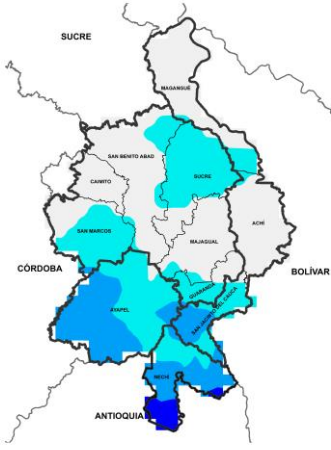 SUCRE
MAGANGUÉ
SAN BENITO ABAD
CAIMITO
SUCRE
SAN MARCOS
MAJAGUAL
ACHÍ
CÓRDOBA
BOLÍVAR
GUARANDA
SAN JACINTO DEL CAUCA
AYAPEL
NECHÍ
ANTIOQUIA